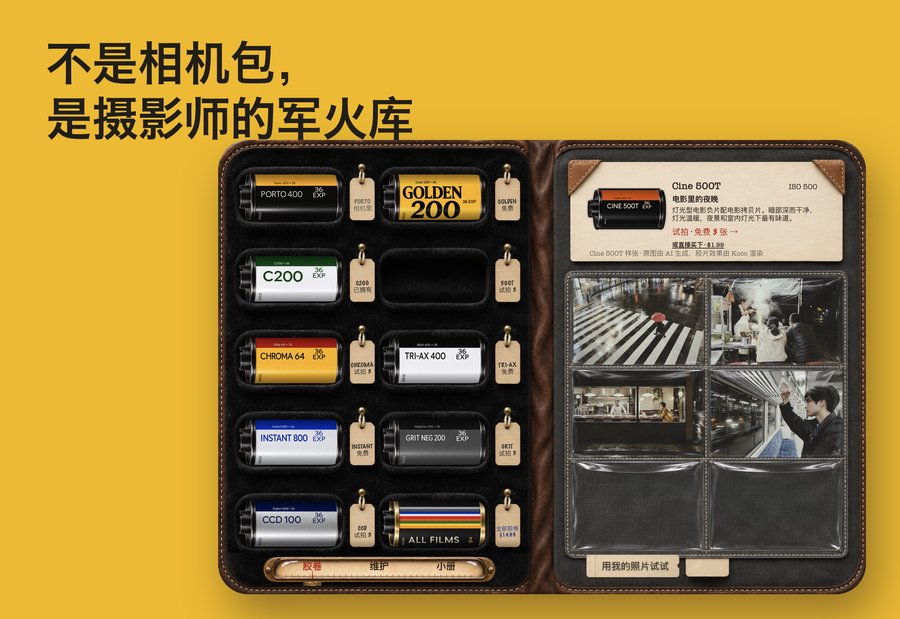 不是相机包，
是摄影师的军火库
PORTO 400
36
EXP
PORTO
相机里
GOLDEN
200
36 EXP
GOLDEN
免费
C200
36
EXP
C200
已拥有
500T
试拍 3
CHROMA 64
36
EXP
CHROMA
试拍 3
TRI-AX 400
36
EXP
TRI-AX
免费
INSTANT 800
36
EXP
INSTANT
免费
GRIT NEG 200
36
EXP
GRIT
试拍 3
CCD 100
36
EXP
CCD
试拍 3
ALL FILMS
全部胶卷
$14.99
胶卷
维护
小册
CINE 500T
36
EXP
Cine 500T
ISO 500
电影里的夜晚
灯光型电影负片配电影拷贝片。暗部深而干净，
灯光温暖，夜景和室内灯光下最有味道。
试拍 · 免费 3 张 →
或直接买下 · $1.99
Cine 500T 样张 · 原图由 AI 生成，胶片效果由 Koco 渲染
用我的照片试试